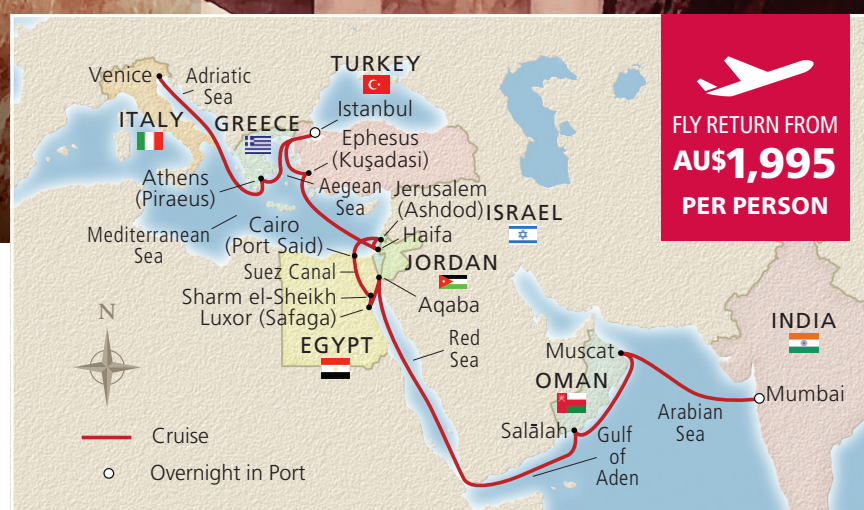 FLY RETURN FROM
AU$1,995
PER PERSON
TURKEY
Venice
Adriatic
Sea
Istanbul
ITALY
GREECE
Ephesus
(Kuşadasi)
Athens
(Piraeus)
Aegean
Sea
Jerusalem
(Ashdod)
ISRAEL
Mediterranean
Sea
Cairo
(Port Said)
Haifa
Suez Canal
JORDAN
Sharm el-Sheikh
Aqaba
Luxor (Safaga)
N
EGYPT
Red
Sea
INDIA
Muscat
OMAN
Mumbai
Arabian
Sea
Salālah
Gulf
of
Aden
Cruise
Overnight in Port